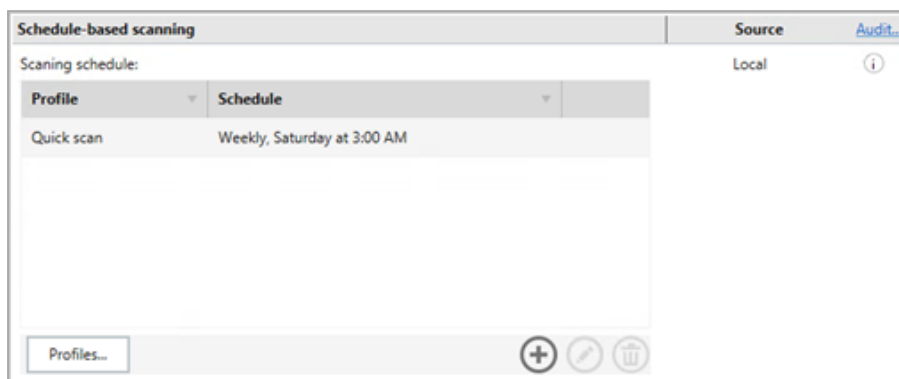 Schedule-based scanning Source Audit...
Scaning schedule: Local
Profile Schedule
Quick scan Weekly, Saturday at 3:00 AM
Profiles...